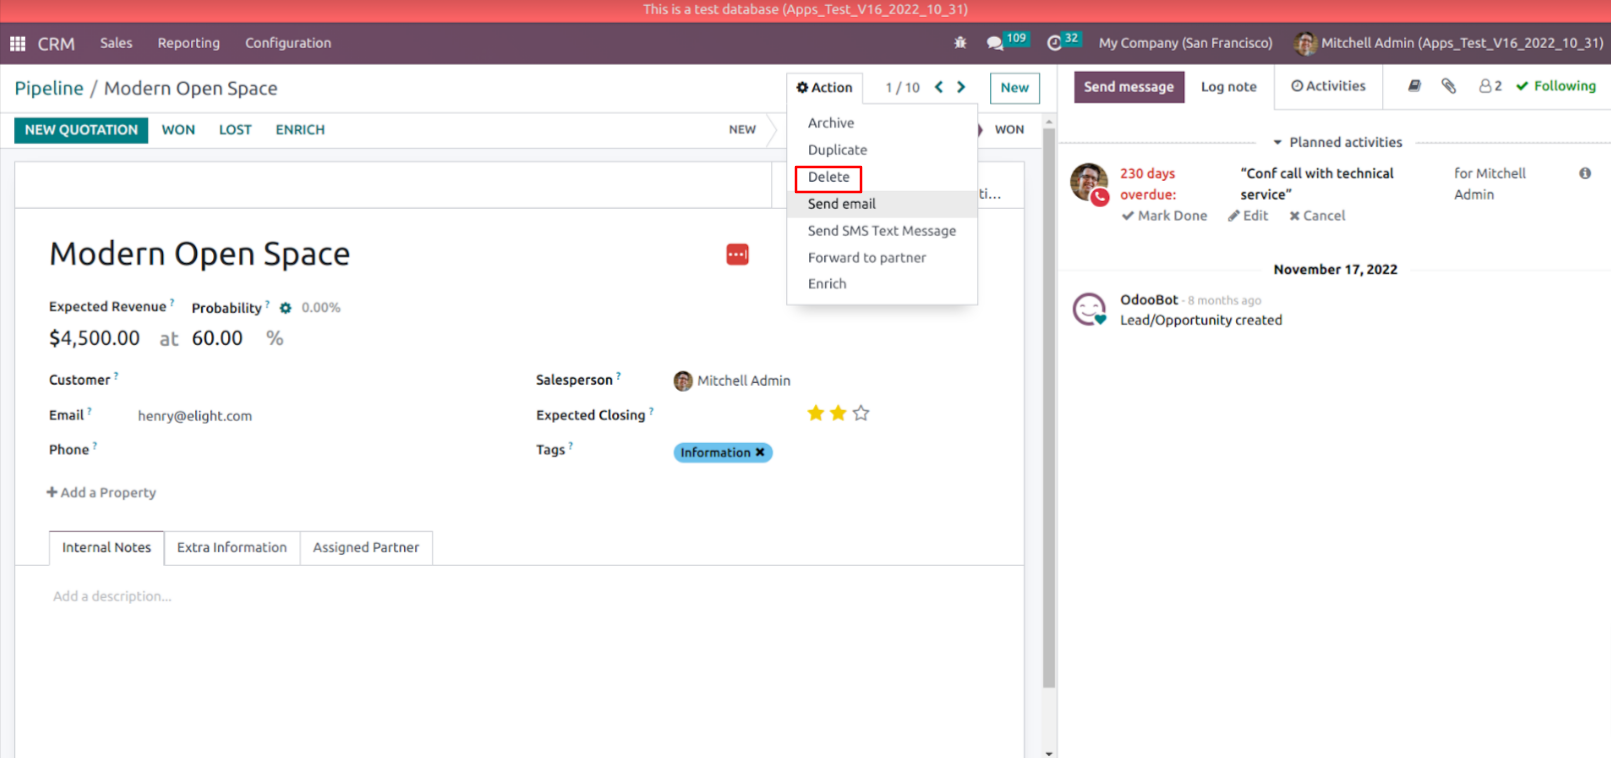 This is a test database (Apps_Test_V16_2022_10_31)
CRM Sales Reporting Configuration 109 32 My Company (San Francisco) Mitchell Admin (Apps_Test_V16_2022_10_31)
Pipeline / Modern Open Space
Action 1 / 10 New
NEW QUOTATION WON LOST ENRICH NEW WON
Archive
Duplicate
Delete
Send email
Send SMS Text Message
Forward to partner
Enrich
ti...
Modern Open Space
Expected Revenue ? Probability ? 0.00%
$4,500.00 at 60.00 %
Customer ? Salesperson ? Mitchell Admin
Email ? henry@elight.com Expected Closing ?
Phone ? Tags ? Information ✖
+ Add a Property
Internal Notes Extra Information Assigned Partner
Add a description...
Send message Log note Activities 2 Following
Planned activities
230 days overdue: "Conf call with technical service" for Mitchell Admin
Mark Done Edit Cancel
November 17, 2022
OdooBot - 8 months ago
Lead/Opportunity created